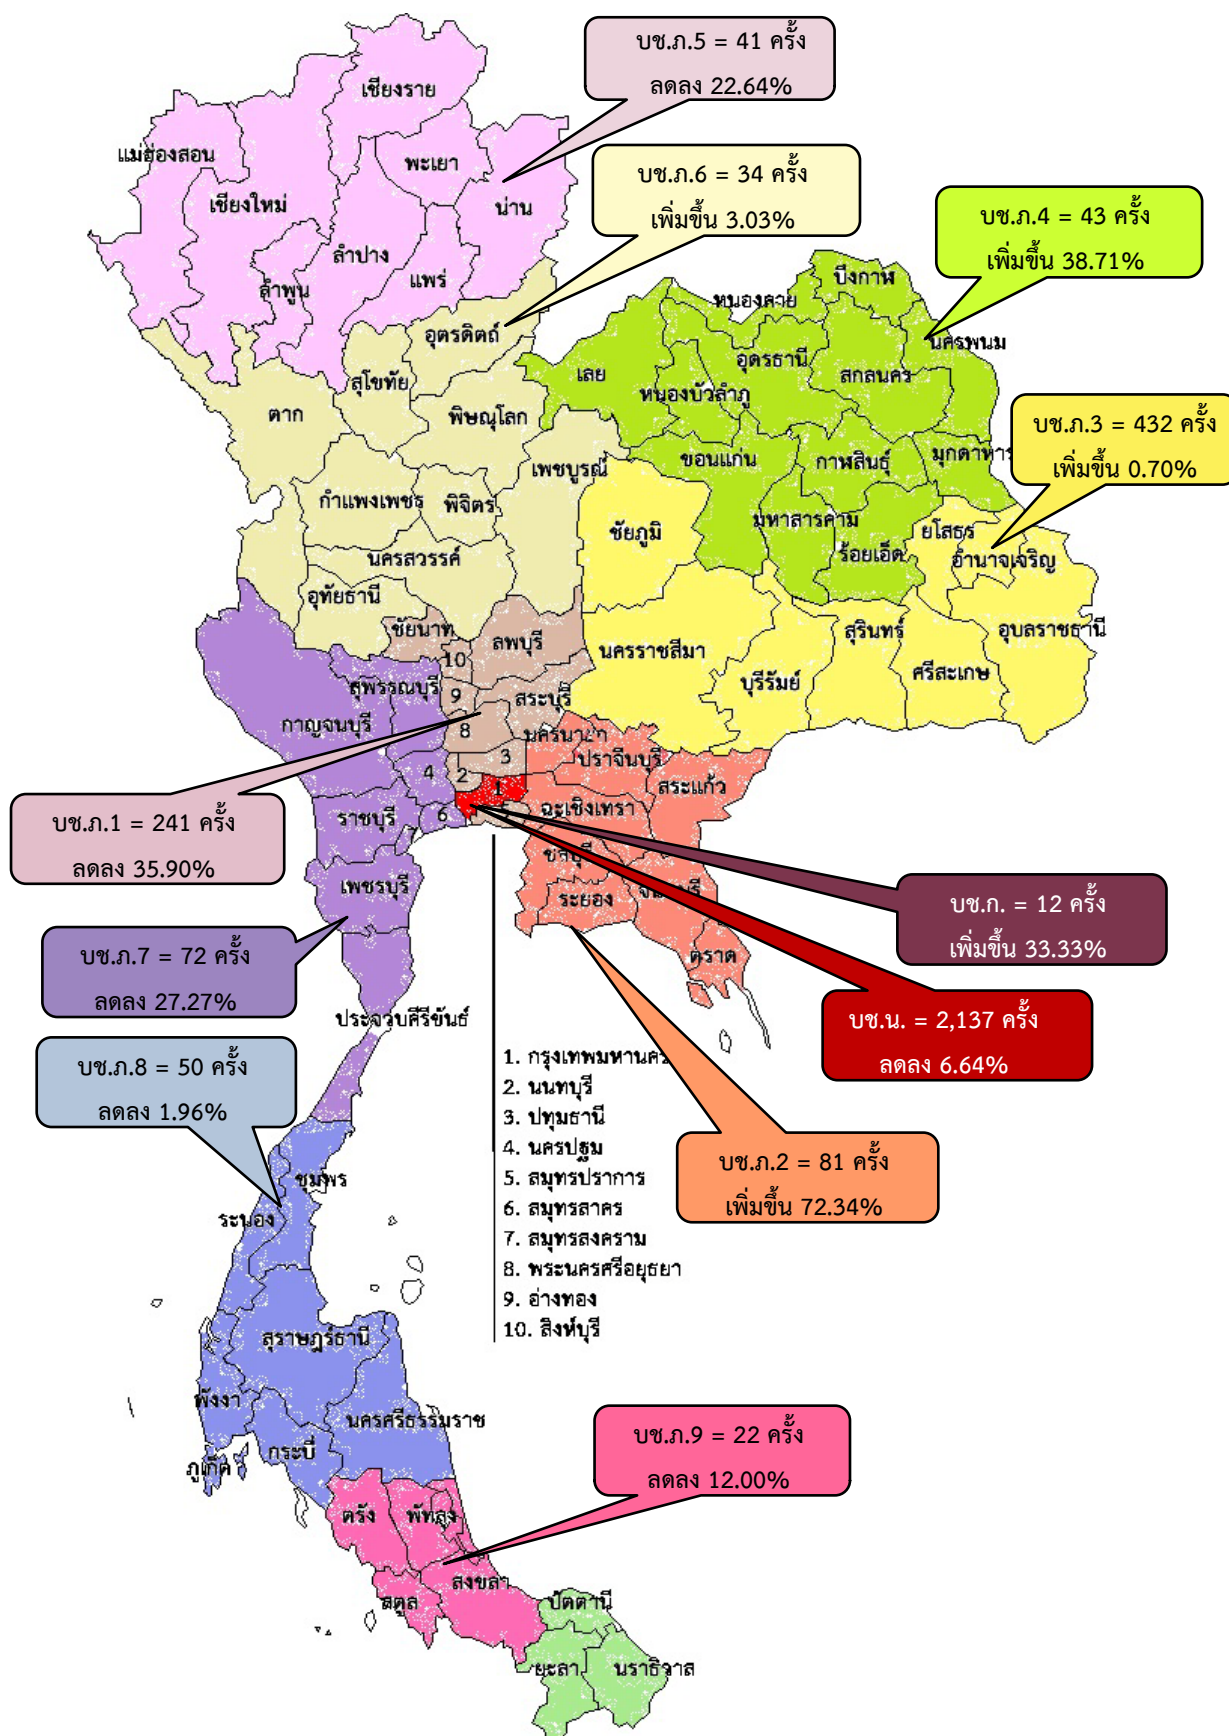 บช.ภ.5 = 41 ครั้ง
ลดลง 22.64%
เชียงราย
แม่ฮ่องสอน
พะเยา
เชียงใหม่
น่าน
ลำปาง
ลำพูน
แพร่
บช.ภ.6 = 34 ครั้ง
เพิ่มขึ้น 3.03%
บช.ภ.4 = 43 ครั้ง
เพิ่มขึ้น 38.71%
บึงกาฬ
หนองคาย
นครพนม
อุตรดิตถ์
อุดรธานี
เลย
สกลนคร
สุโขทัย
หนองบัวลำภู
ตาก
พิษณุโลก
บช.ภ.3 = 432 ครั้ง
เพิ่มขึ้น 0.70%
ขอนแก่น
กาฬสินธุ์
มุกดาหาร
เพชบูรณ์
กำแพงเพชร
พิจิตร
มหาสารคาม
ชัยภูมิ
ยโสธร
ร้อยเอ็ด
อำนาจเจริญ
นครสวรรค์
อุทัยธานี
ชัยนาท
ลพบุรี
สุรินทร์
อุบลราชธานี
นครราชสีมา
10
สุพรรณบุรี
บุรีรัมย์
ศรีสะเกษ
9
สระบุรี
กาญจนบุรี
8
นครนายก
3
ปราจีนบุรี
4
2
1
สระแก้ว
บช.ภ.1 = 241 ครั้ง
ลดลง 35.90%
ราชบุรี
6
ฉะเชิงเทรา
7
ชลบุรี
เพชรบุรี
ระยอง
บช.ก. = 12 ครั้ง
เพิ่มขึ้น 33.33%
ตราด
บช.ภ.7 = 72 ครั้ง
ลดลง 27.27%
ประจวบคีรีขันธ์
บช.น. = 2,137 ครั้ง
ลดลง 6.64%
บช.ภ.8 = 50 ครั้ง
ลดลง 1.96%
1. กรุงเทพมหานคร
2. นนทบุรี
3. ปทุมธานี
4. นครปฐม
5. สมุทรปราการ
6. สมุทรสาคร
7. สมุทรสงคราม
8. พระนครศรีอยุธยา
9. อ่างทอง
10. สิงห์บุรี
บช.ภ.2 = 81 ครั้ง
เพิ่มขึ้น 72.34%
ชุมพร
ระนอง
สุราษฎร์ธานี
พังงา
นครศรีธรรมราช
กระบี่
ภูเก็ต
บช.ภ.9 = 22 ครั้ง
ลดลง 12.00%
ตรัง
พัทลุง
สงขลา
สตูล
ปัตตานี
ยะลา
นราธิวาส